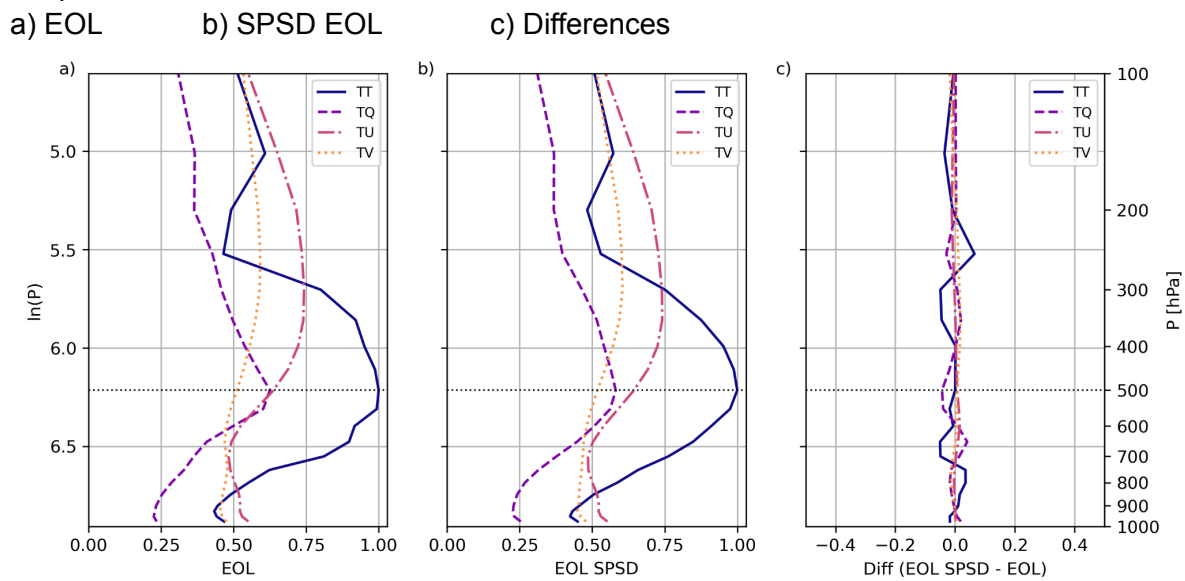 a) EOL b) SPSD EOL c) Differences
a) b) c)
TT TT TT
TQ TQ TQ
TU TU TU
TV TV TV
100
5.0
200
5.5
300
ln(P)
P [hPa]
6.0
400
500
600
6.5
700
800
900
1000
0.00 0.25 0.50 0.75 1.00 0.00 0.25 0.50 0.75 1.00 −0.4 −0.2 0.0 0.2 0.4
EOL EOL SPSD Diff (EOL SPSD - EOL)